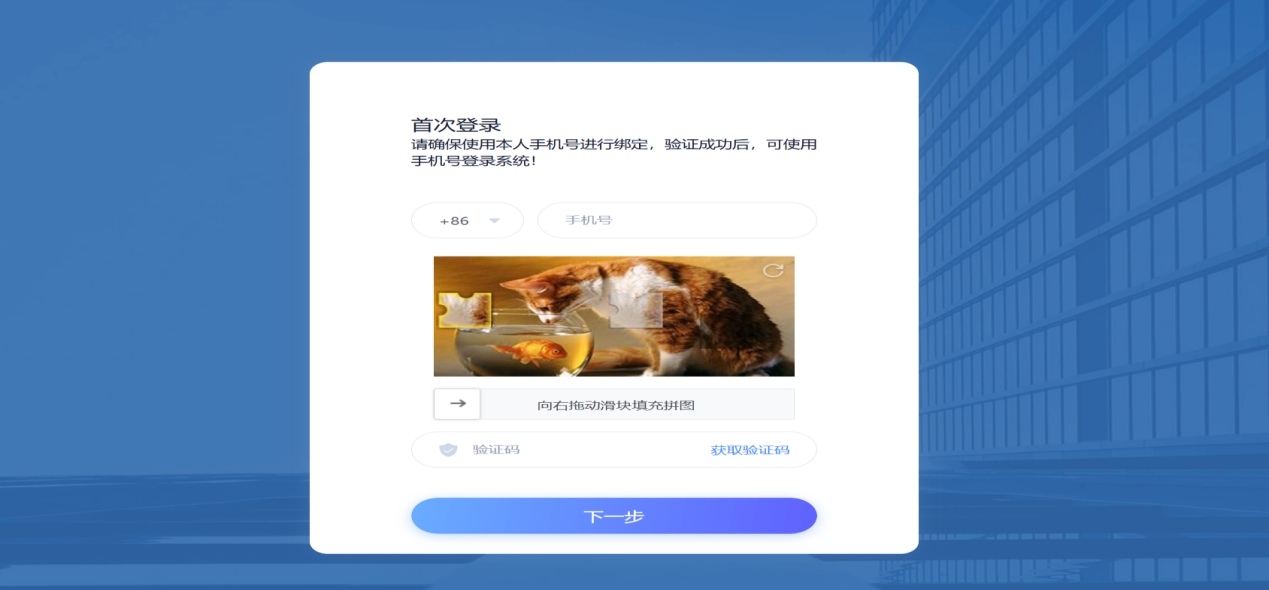 首次登录
请确保使用本人手机号进行绑定，验证成功后，可使用
手机号登录系统！
+86 手机号
向右拖动滑块填充拼图
验证码 获取验证码
下一步